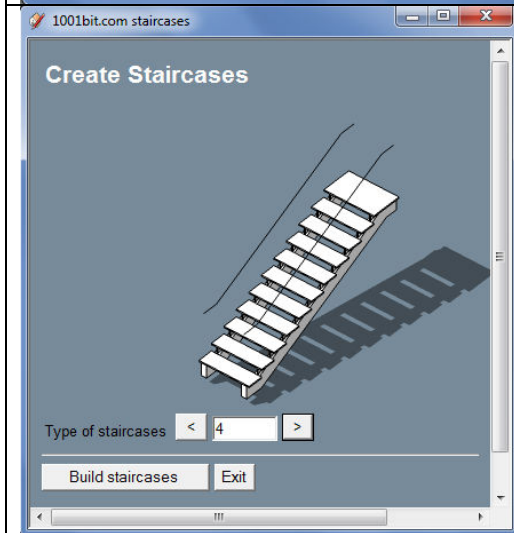 1001bit.com staircases
Create Staircases
Type of staircases < 4 >
Build staircases Exit